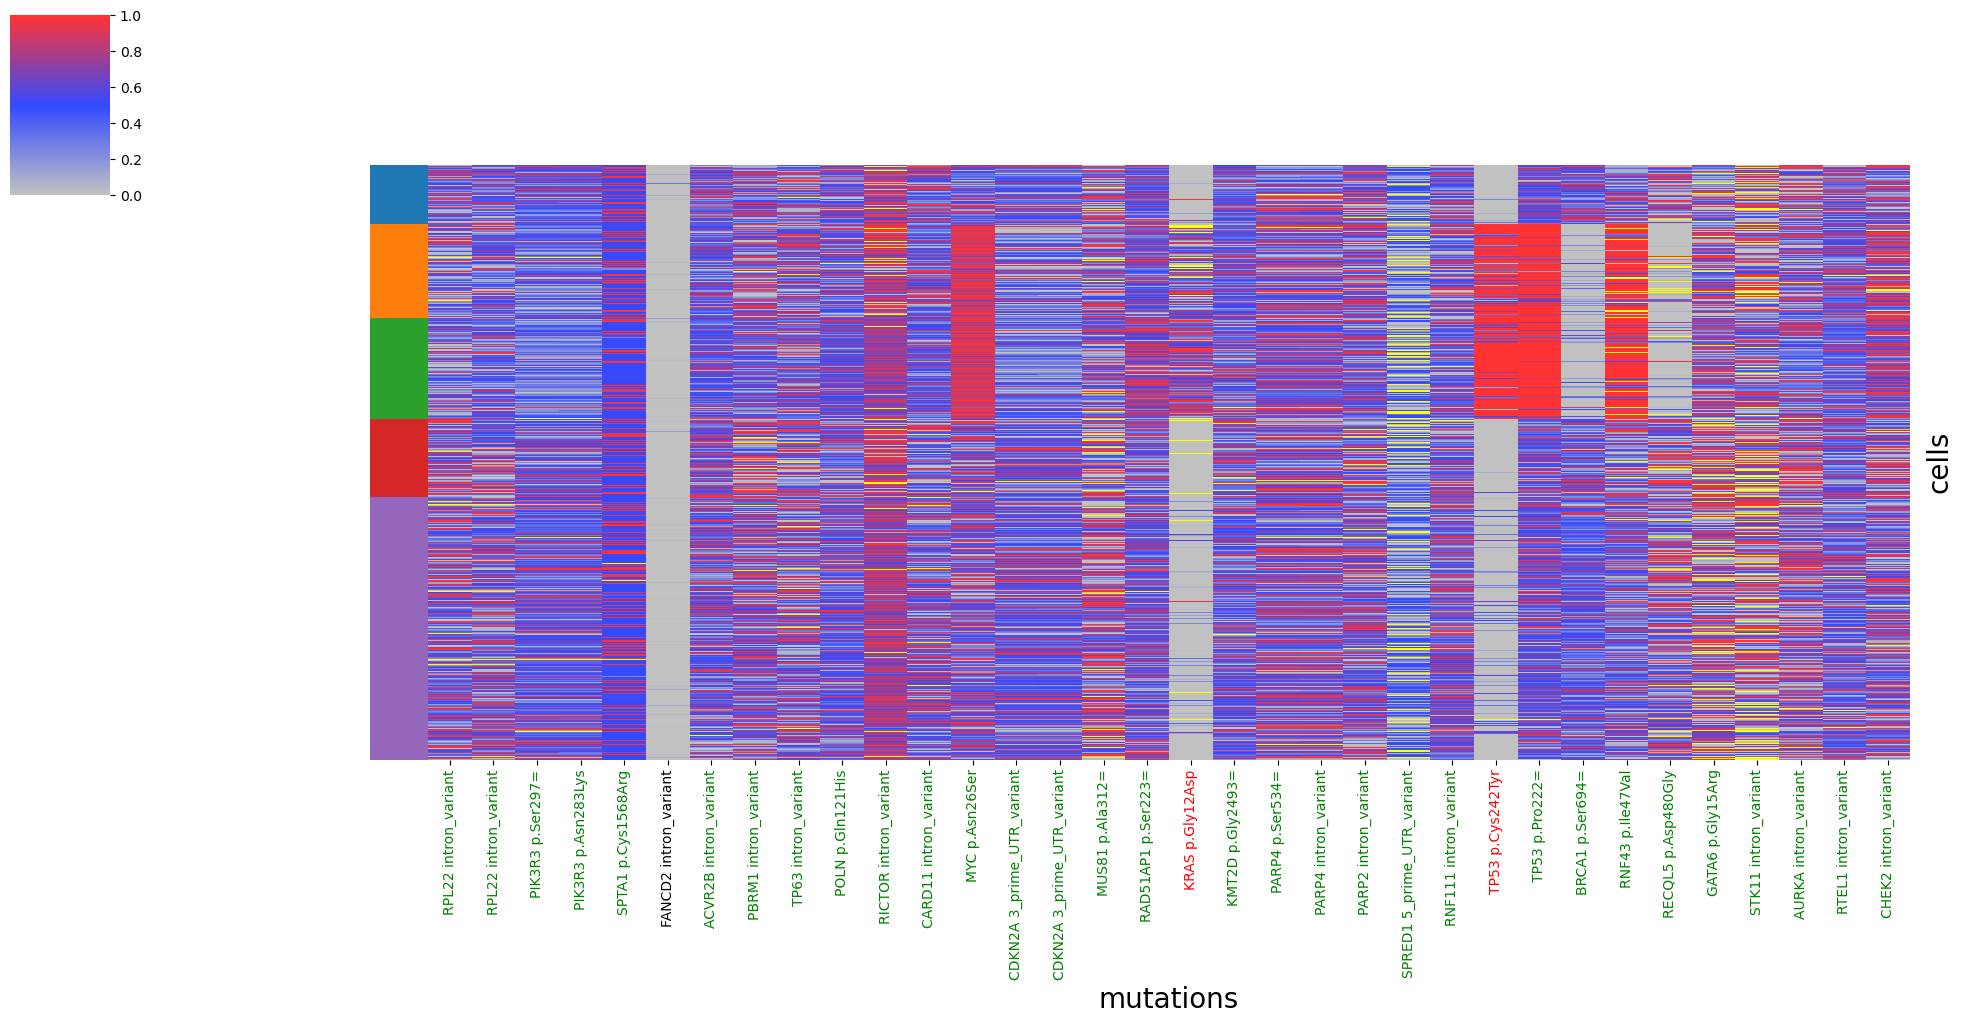 1.0
0.8
0.6
0.4
0.2
0.0
cells
RPL22 intron_variant
RPL22 intron_variant
PIK3R3 p.Ser297=
PIK3R3 p.Asn283Lys
SPTA1 p.Cys1568Arg
FANCD2 intron_variant
ACVR2B intron_variant
PBRM1 intron_variant
TP63 intron_variant
POLN p.Gln121His
RICTOR intron_variant
CARD11 intron_variant
MYC p.Asn26Ser
CDKN2A 3_prime_UTR_variant
CDKN2A 3_prime_UTR_variant
MUS81 p.Ala312=
RAD51AP1 p.Ser223=
KRAS p.Gly12Asp
KMT2D p.Gly2493=
PARP4 p.Ser534=
PARP4 intron_variant
PARP2 intron_variant
SPRED1 5_prime_UTR_variant
RNF111 intron_variant
TP53 p.Cys242Tyr
TP53 p.Pro222=
BRCA1 p.Ser694=
RNF43 p.Ile47Val
RECQL5 p.Asp480Gly
GATA6 p.Gly15Arg
STK11 intron_variant
AURKA intron_variant
RTEL1 intron_variant
CHEK2 intron_variant
mutations